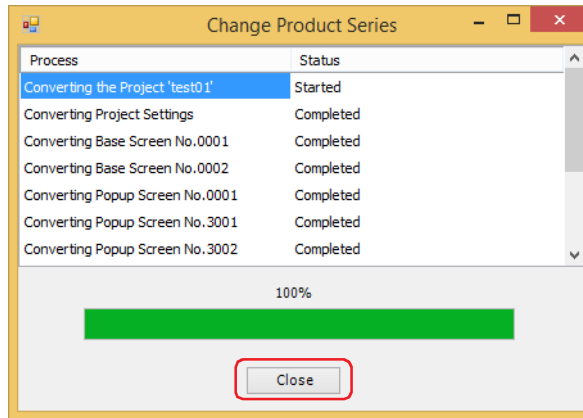 Change Product Series
Process Status
Converting the Project 'test01' Started
Converting Project Settings Completed
Converting Base Screen No.0001 Completed
Converting Base Screen No.0002 Completed
Converting Popup Screen No.0001 Completed
Converting Popup Screen No.3001 Completed
Converting Popup Screen No.3002 Completed
100%
Close